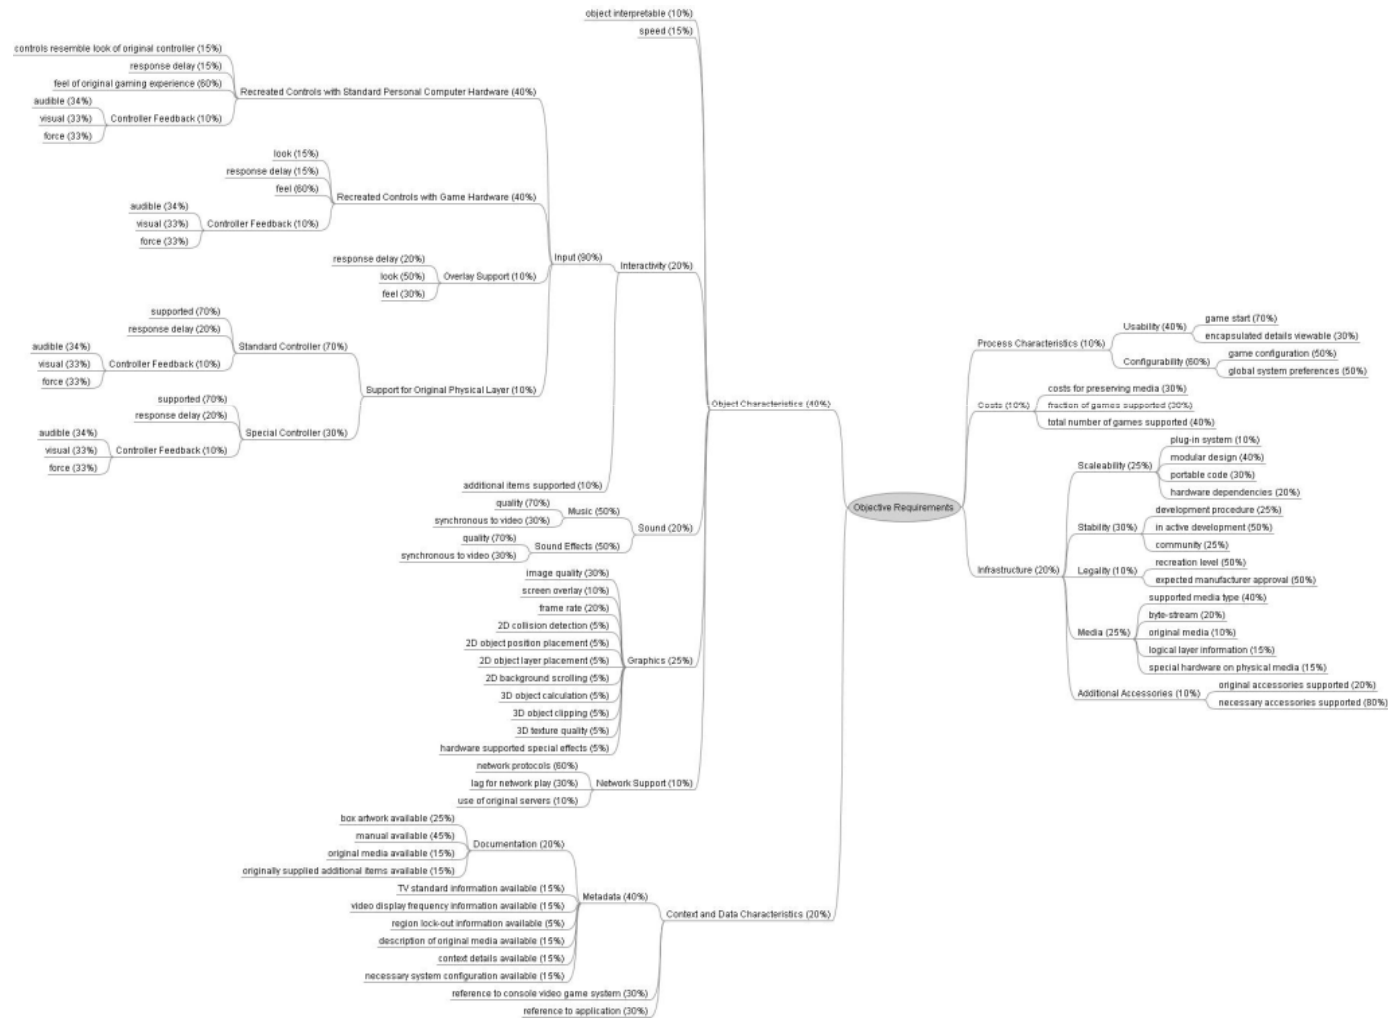 object interpretable (10%)
speed (15%)
controls resemble look of original controller (15%)
response delay (15%)
feel of original gaming experience (60%)
audible (34%)
visual (33%)
force (33%)
Controller Feedback (10%)
Recreated Controls with Standard Personal Computer Hardware (40%)
look (15%)
response delay (15%)
feel (60%)
audible (34%)
visual (33%)
force (33%)
Controller Feedback (10%)
Recreated Controls with Game Hardware (40%)
response delay (20%)
look (50%)
feel (30%)
Overlay Support (10%)
Input (90%)
Interactivity (20%)
supported (70%)
response delay (20%)
audible (34%)
visual (33%)
force (33%)
Controller Feedback (10%)
Standard Controller (70%)
supported (70%)
response delay (20%)
audible (34%)
visual (33%)
force (33%)
Controller Feedback (10%)
Special Controller (30%)
Support for Original Physical Layer (10%)
additional items supported (10%)
quality (70%)
synchronous to video (30%)
Music (50%)
quality (70%)
synchronous to video (30%)
Sound Effects (50%)
Sound (20%)
image quality (30%)
screen overlay (10%)
frame rate (20%)
2D collision detection (5%)
2D object position placement (5%)
2D object layer placement (5%)
2D background scrolling (5%)
3D object calculation (5%)
3D object clipping (5%)
3D texture quality (5%)
hardware supported special effects (5%)
Graphics (25%)
network protocols (60%)
lag for network play (30%)
use of original servers (10%)
Network Support (10%)
Object Characteristics (40%)
box artwork available (25%)
manual available (45%)
original media available (15%)
originally supplied additional items available (15%)
Documentation (20%)
TV standard information available (15%)
video display frequency information available (15%)
region lock-out information available (5%)
description of original media available (15%)
context details available (15%)
necessary system configuration available (15%)
Metadata (40%)
reference to console video game system (30%)
reference to application (30%)
Context and Data Characteristics (20%)
Objective Requirements
Process Characteristics (10%)
Usability (40%)
game start (70%)
encapsulated details viewable (30%)
Configurability (60%)
game configuration (50%)
global system preferences (50%)
Costs (10%)
costs for preserving media (30%)
fraction of games supported (30%)
total number of games supported (40%)
Infrastructure (20%)
Scaleability (25%)
plug-in system (10%)
modular design (40%)
portable code (30%)
hardware dependencies (20%)
Stability (30%)
development procedure (25%)
in active development (50%)
community (25%)
Legality (10%)
recreation level (50%)
expected manufacturer approval (50%)
Media (25%)
supported media type (40%)
byte-stream (20%)
original media (10%)
logical layer information (15%)
special hardware on physical media (15%)
Additional Accessories (10%)
original accessories supported (20%)
necessary accessories supported (80%)